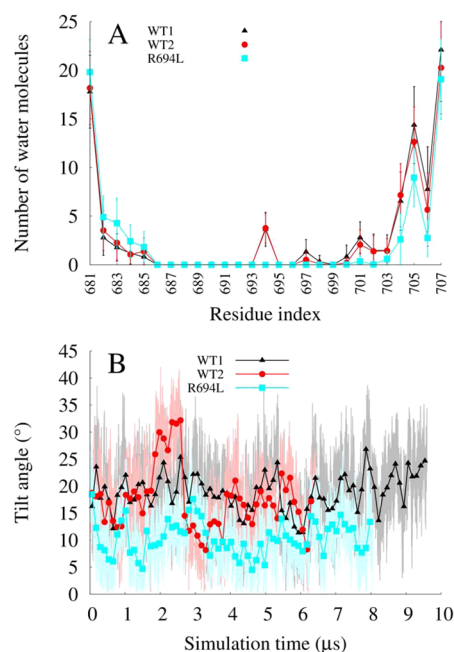 A
WT1
WT2
R694L
Number of water molecules
25
20
15
10
5
0
681
683
685
687
689
691
693
695
697
699
701
703
705
707
Residue index
B
WT1
WT2
R694L
Tilt angle (°)
45
40
35
30
25
20
15
10
5
0
0 1 2 3 4 5 6 7 8 9 10
Simulation time (μs)